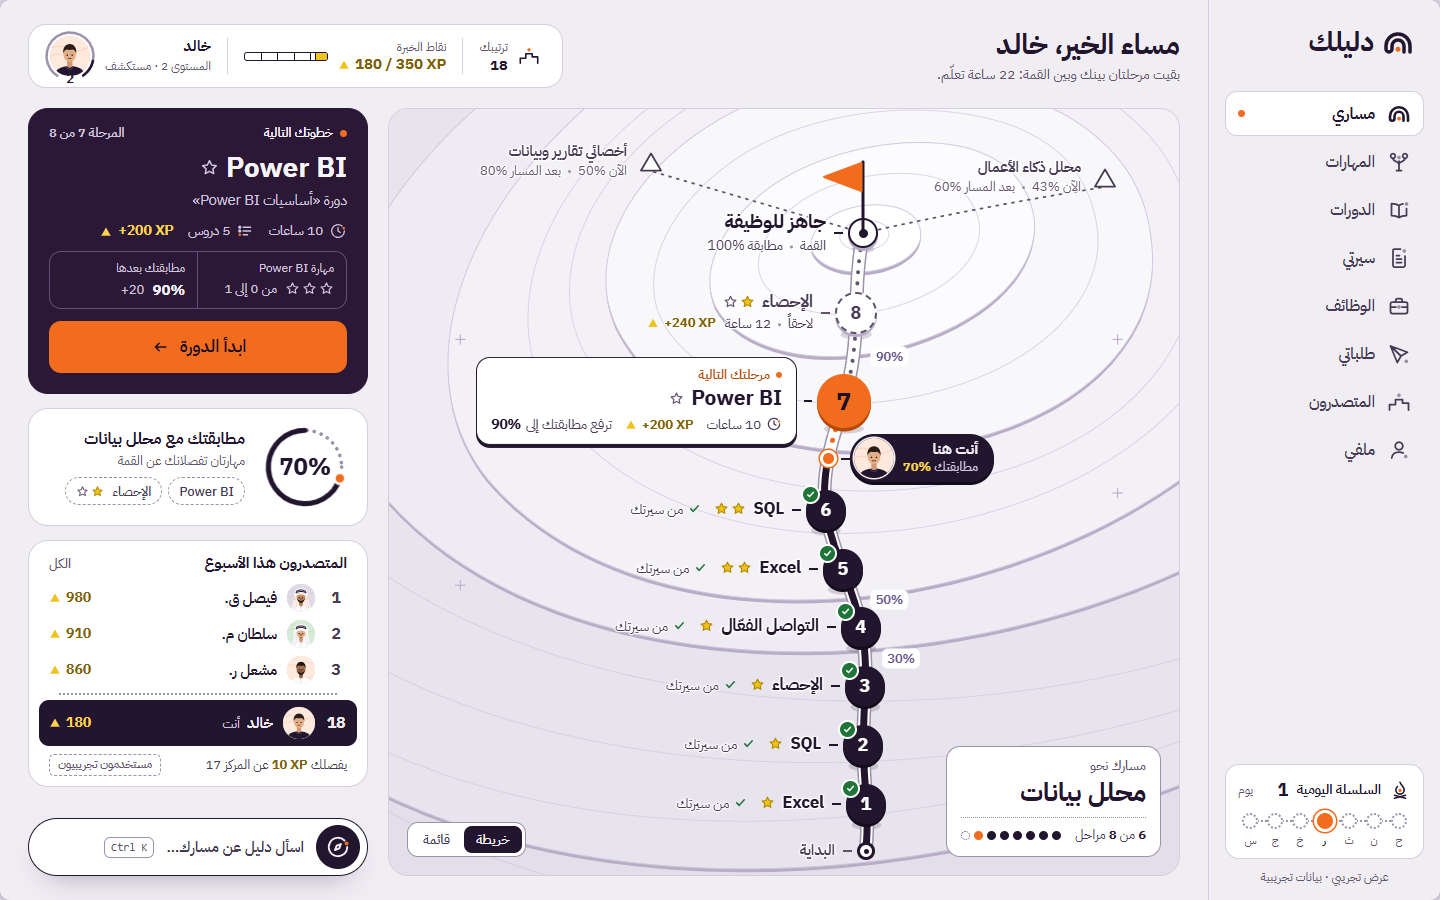 دليلك
مساري
المهارات
الدورات
سيرتي
الوظائف
طلباتي
المتصدرون
ملفي
السلسلة اليومية 1 يوم
ح ن ث ر خ ج س
عرض تجريبي · بيانات تجريبية
مساء الخير، خالد
بقيت مرحلتان بينك وبين القمة: 22 ساعة تعلّم.
ترتيبك
18
نقاط الخبرة
180 / 350 XP
خالد
المستوى 2 · مستكشف
2
محلل ذكاء الأعمال
الآن 43% • بعد المسار 60%
أخصائي تقارير وبيانات
الآن 50% • بعد المسار 80%
جاهز للوظيفة
القمة • مطابقة 100%
8
الإحصاء
لاحقاً • 12 ساعة +240 XP
90%
7
مرحلتك التالية
Power BI
10 ساعات +200 XP ترفع مطابقتك إلى 90%
أنت هنا
مطابقتك 70%
6 SQL من سيرتك
5 Excel من سيرتك
50%
4 التواصل الفعّال من سيرتك
30%
3 الإحصاء من سيرتك
2 SQL من سيرتك
1 Excel من سيرتك
البداية
مسارك نحو
محلل بيانات
6 من 8 مراحل
خريطة
قائمة
خطوتك التالية
المرحلة 7 من 8
Power BI
دورة «أساسيات Power BI»
10 ساعات 5 دروس +200 XP
مهارة Power BI
من 0 إلى 1
مطابقتك بعدها
90% +20
ابدأ الدورة
70%
مطابقتك مع محلل بيانات
مهارتان تفصلانك عن القمة
Power BI
الإحصاء
المتصدرون هذا الأسبوع
الكل
1 فيصل ق. 980
2 سلطان م. 910
3 مشعل ر. 860
18 خالد أنت 180
يفصلك 10 XP عن المركز 17
مستخدمون تجريبيون
اسأل دليل عن مسارك...
Ctrl K